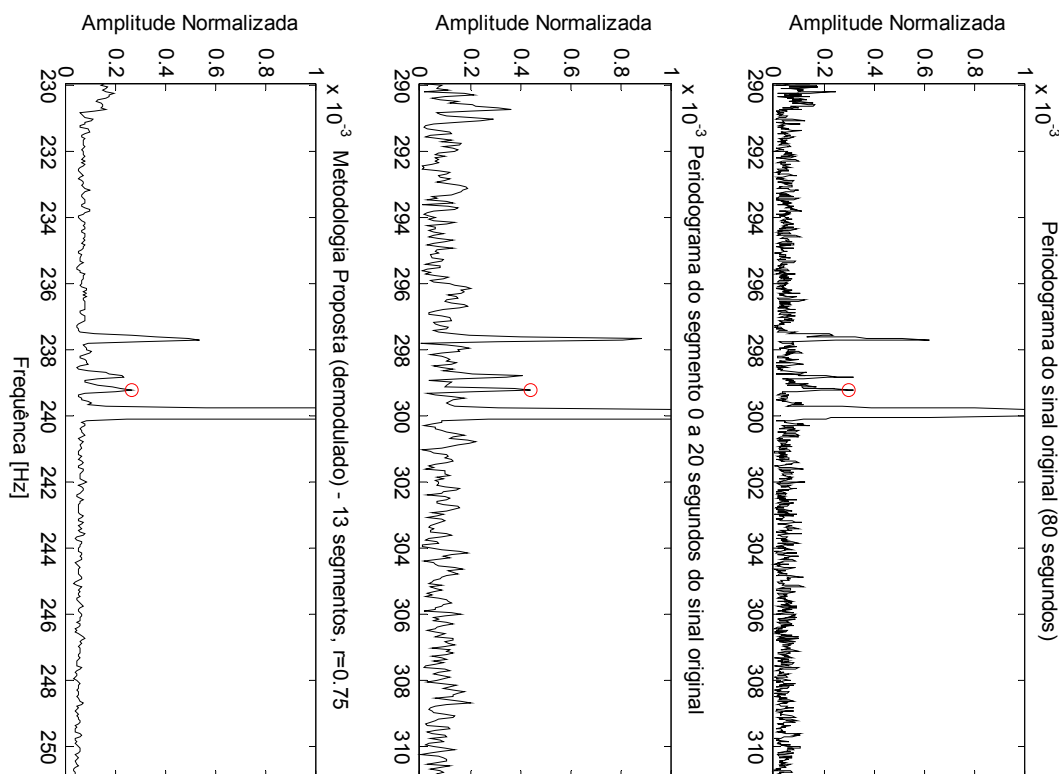 Periodograma do sinal original (80 segundos)
x 10⁻³
Amplitude Normalizada
1
0.8
0.6
0.4
0.2
0
290 292 294 296 298 300 302 304 306 308 310
x 10⁻³ Periodograma do segmento 0 a 20 segundos do sinal original
Amplitude Normalizada
1
0.8
0.6
0.4
0.2
0
290 292 294 296 298 300 302 304 306 308 310
x 10⁻³ Metodologia Proposta (demodulado) - 13 segmentos, r=0.75
Amplitude Normalizada
1
0.8
0.6
0.4
0.2
0
230 232 234 236 238 240 242 244 246 248 250
Frequênca [Hz]